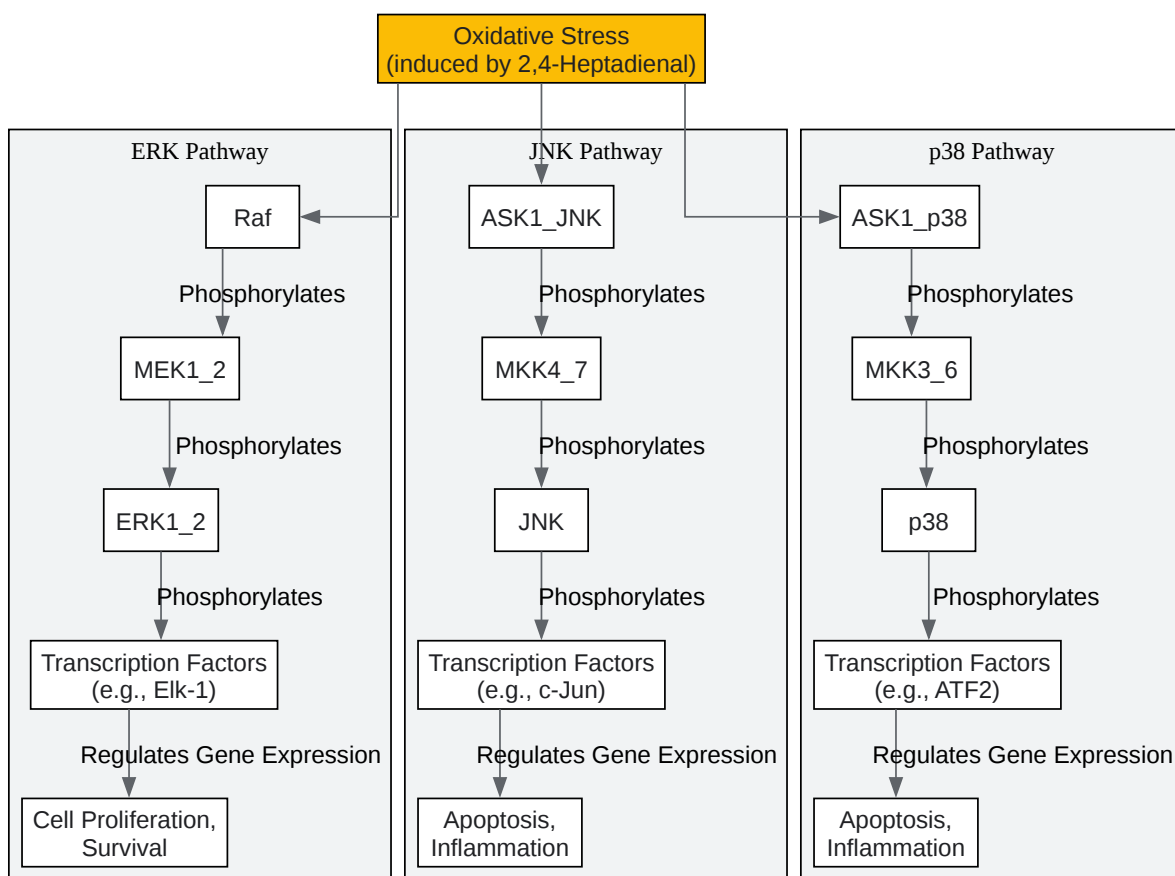 Oxidative Stress
(induced by 2,4-Heptadienal)
ERK Pathway
Raf
Phosphorylates
MEK1_2
Phosphorylates
ERK1_2
Phosphorylates
Transcription Factors
(e.g., Elk-1)
Regulates Gene Expression
Cell Proliferation,
Survival
JNK Pathway
ASK1_JNK
Phosphorylates
MKK4_7
Phosphorylates
JNK
Phosphorylates
Transcription Factors
(e.g., c-Jun)
Regulates Gene Expression
Apoptosis,
Inflammation
p38 Pathway
ASK1_p38
Phosphorylates
MKK3_6
Phosphorylates
p38
Phosphorylates
Transcription Factors
(e.g., ATF2)
Regulates Gene Expression
Apoptosis,
Inflammation